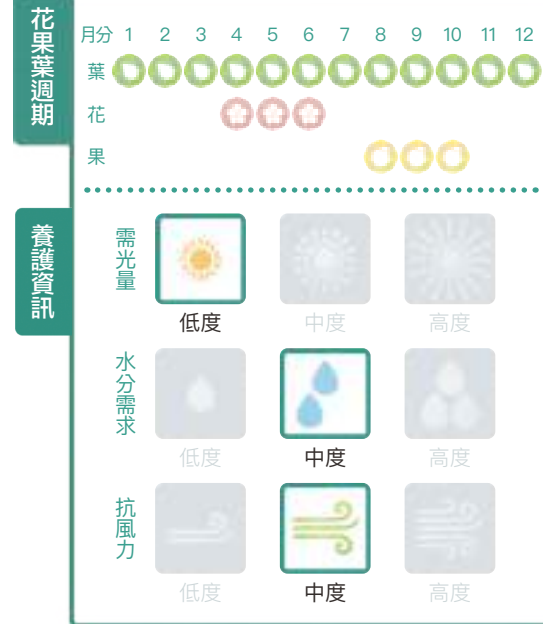 花果葉週期
月分 1 2 3 4 5 6 7 8 9 10 11 12
葉
花
果
養護資訊
需光量
低度 中度 高度
水分需求
低度 中度 高度
抗風力
低度 中度 高度